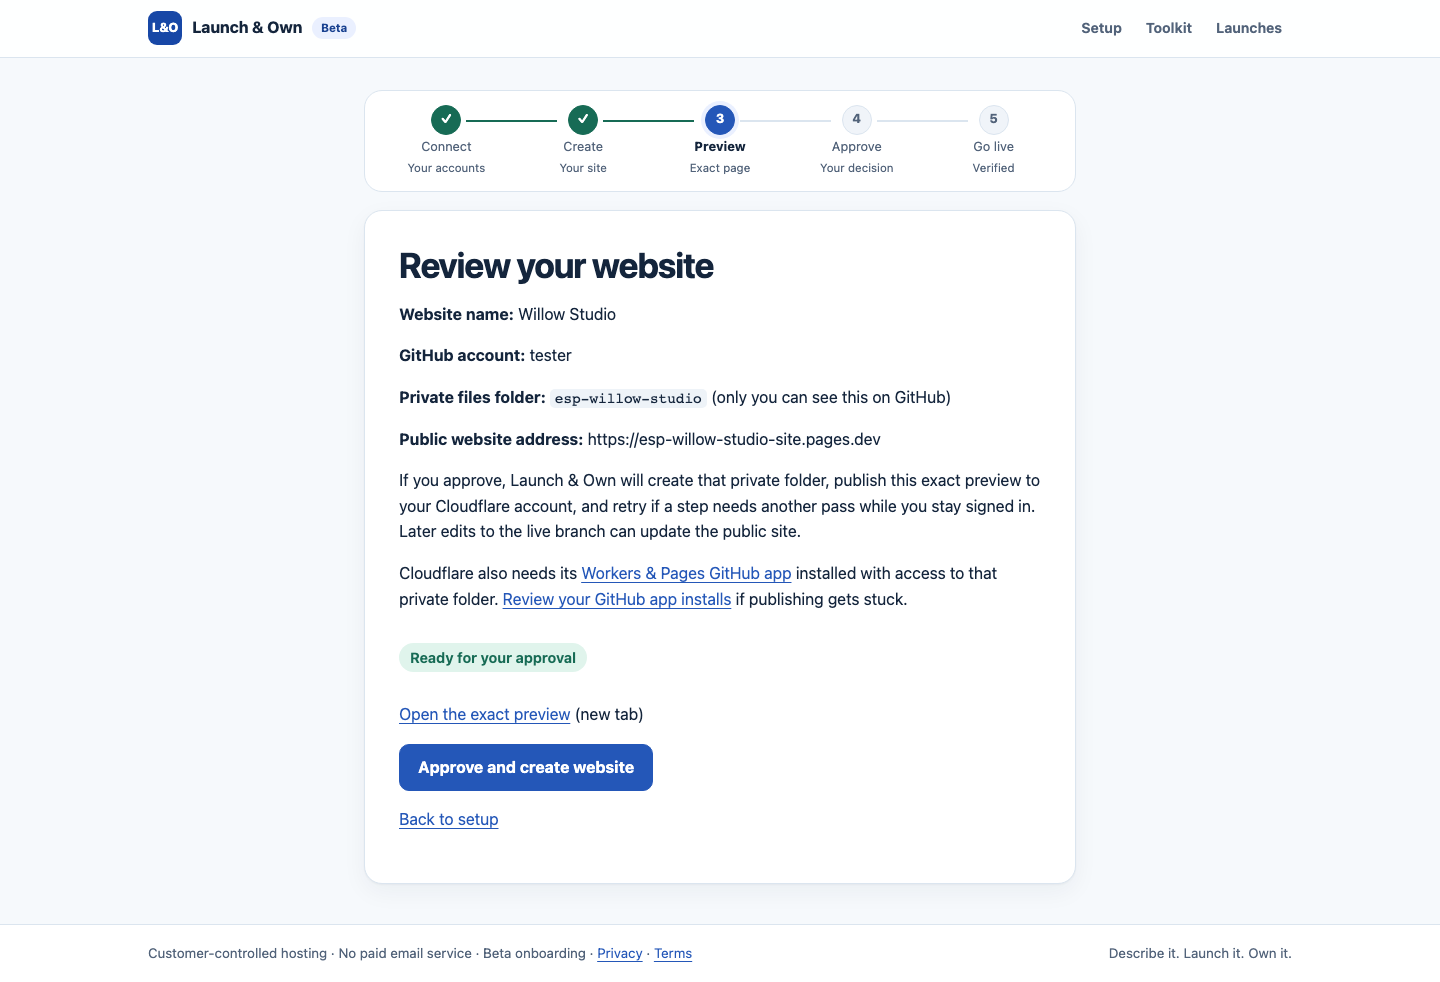 L&O Launch & Own Beta Setup Toolkit Launches
3 4 5
Connect Create Preview Approve Go live
Your accounts Your site Exact page Your decision Verified
Review your website
Website name: Willow Studio
GitHub account: tester
Private files folder: esp-willow-studio (only you can see this on GitHub)
Public website address: https://esp-willow-studio-site.pages.dev
If you approve, Launch & Own will create that private folder, publish this exact preview to
your Cloudflare account, and retry if a step needs another pass while you stay signed in.
Later edits to the live branch can update the public site.
Cloudflare also needs its Workers & Pages GitHub app installed with access to that
private folder. Review your GitHub app installs if publishing gets stuck.
Ready for your approval
Open the exact preview (new tab)
Approve and create website
Back to setup
Customer-controlled hosting · No paid email service · Beta onboarding · Privacy · Terms Describe it. Launch it. Own it.